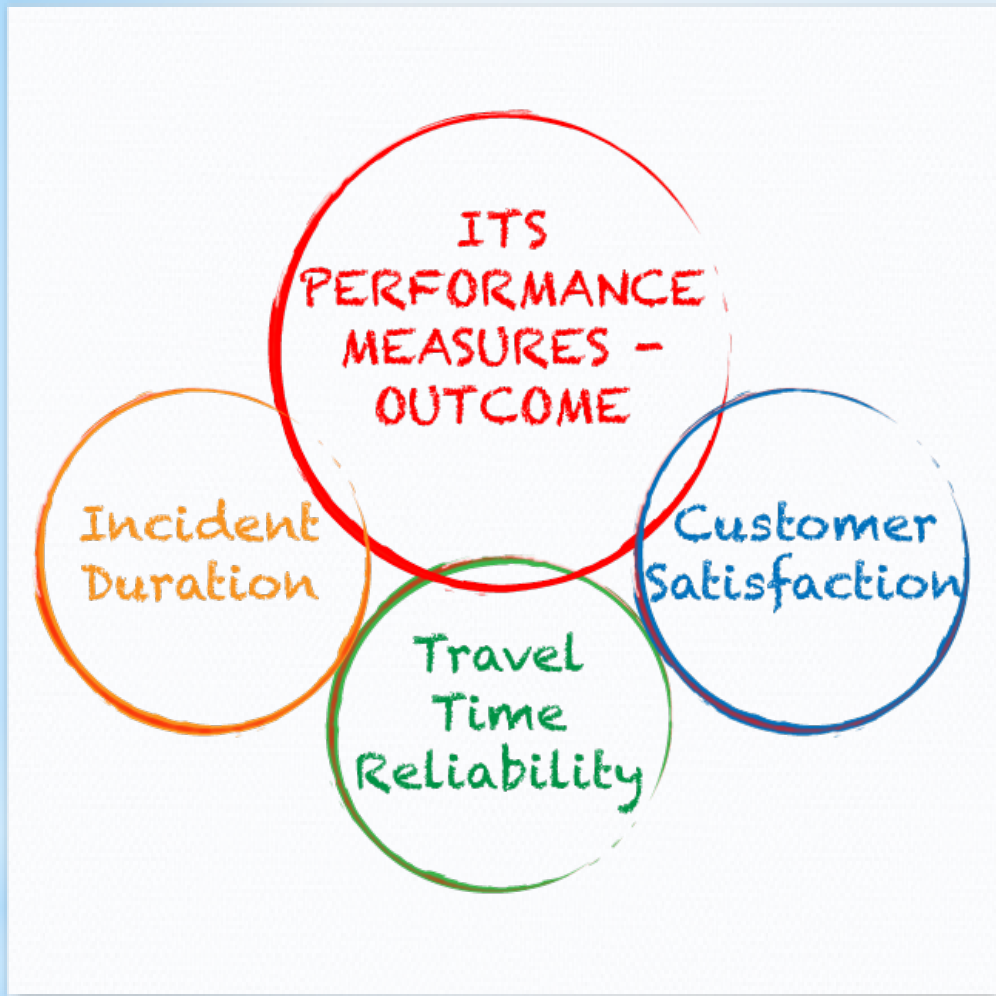 ITS
PERFORMANCE
MEASURES -
OUTCOME
Incident
Duration
Travel
Time
Reliability
Customer
Satisfaction